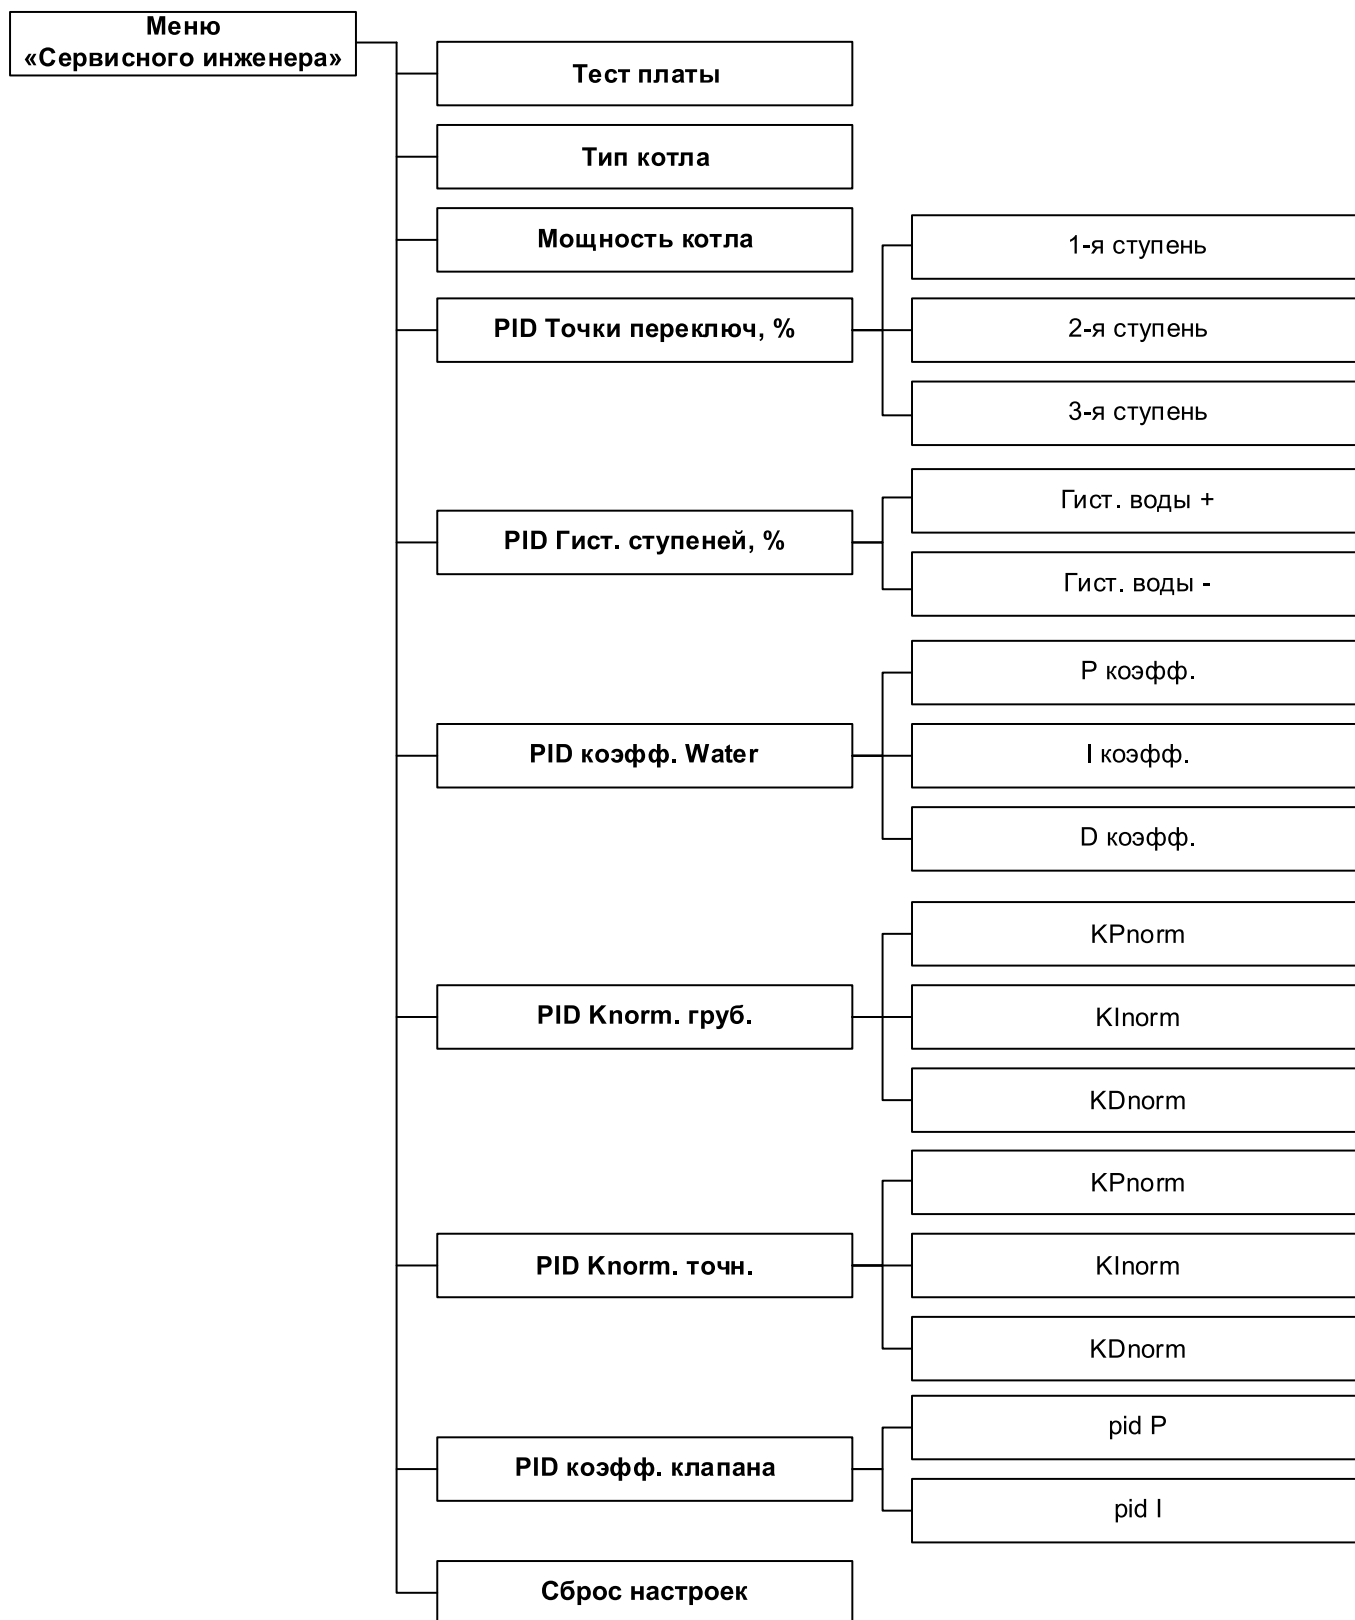 Меню
«Сервисного инженера»
Тест платы
Тип котла
Мощность котла
PID Точки переключ, %
1-я ступень
2-я ступень
3-я ступень
PID Гист. ступеней, %
Гист. воды +
Гист. воды -
PID коэфф. Water
P коэфф.
I коэфф.
D коэфф.
PID Knorm. груб.
KPnorm
KInorm
KDnorm
PID Knorm. точн.
KPnorm
KInorm
KDnorm
PID коэфф. клапана
pid P
pid I
Сброс настроек